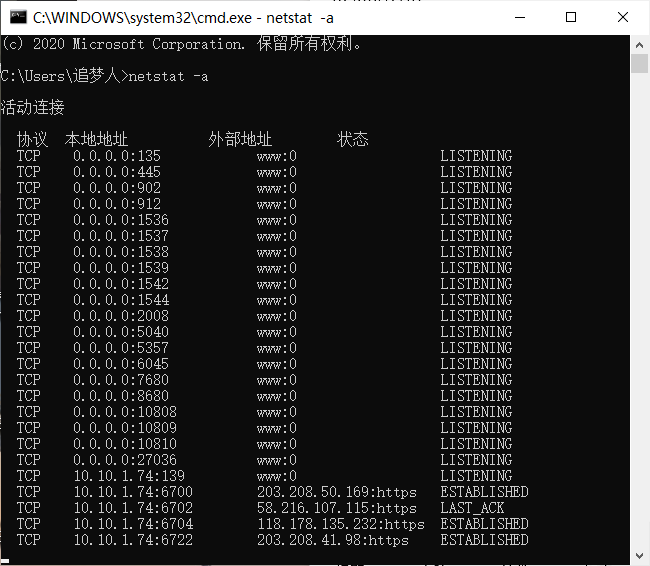 C:\WINDOWS\system32\cmd.exe - netstat -a
(c) 2020 Microsoft Corporation. 保留所有权利。
C:\Users\追梦人>netstat -a
活动连接
协议 本地地址 外部地址 状态
TCP 0.0.0.0:135 www:0 LISTENING
TCP 0.0.0.0:445 www:0 LISTENING
TCP 0.0.0.0:902 www:0 LISTENING
TCP 0.0.0.0:912 www:0 LISTENING
TCP 0.0.0.0:1536 www:0 LISTENING
TCP 0.0.0.0:1537 www:0 LISTENING
TCP 0.0.0.0:1538 www:0 LISTENING
TCP 0.0.0.0:1539 www:0 LISTENING
TCP 0.0.0.0:1542 www:0 LISTENING
TCP 0.0.0.0:1544 www:0 LISTENING
TCP 0.0.0.0:2008 www:0 LISTENING
TCP 0.0.0.0:5040 www:0 LISTENING
TCP 0.0.0.0:5357 www:0 LISTENING
TCP 0.0.0.0:6045 www:0 LISTENING
TCP 0.0.0.0:7680 www:0 LISTENING
TCP 0.0.0.0:8680 www:0 LISTENING
TCP 0.0.0.0:10808 www:0 LISTENING
TCP 0.0.0.0:10809 www:0 LISTENING
TCP 0.0.0.0:10810 www:0 LISTENING
TCP 0.0.0.0:27036 www:0 LISTENING
TCP 10.10.1.74:139 www:0 LISTENING
TCP 10.10.1.74:6700 203.208.50.169:https ESTABLISHED
TCP 10.10.1.74:6702 58.216.107.115:https LAST_ACK
TCP 10.10.1.74:6704 118.178.135.232:https ESTABLISHED
TCP 10.10.1.74:6722 203.208.41.98:https ESTABLISHED